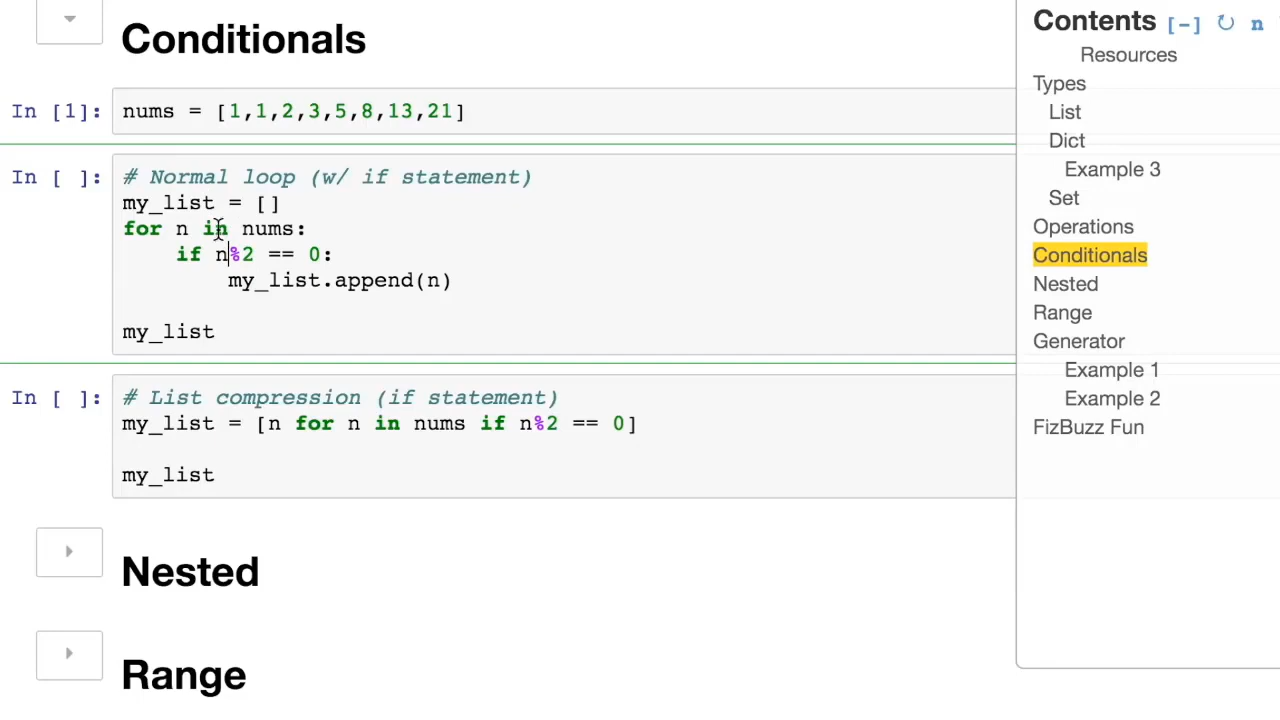 Conditionals
In [1]: nums = [1,1,2,3,5,8,13,21]
In [ ]: # Normal loop (w/ if statement)
my_list = []
for n in nums:
if n%2 == 0:
my_list.append(n)
my_list
In [ ]: # List compression (if statement)
my_list = [n for n in nums if n%2 == 0]
my_list
Nested
Range
Contents [-] ↻ n
Resources
Types
List
Dict
Example 3
Set
Operations
Conditionals
Nested
Range
Generator
Example 1
Example 2
FizBuzz Fun